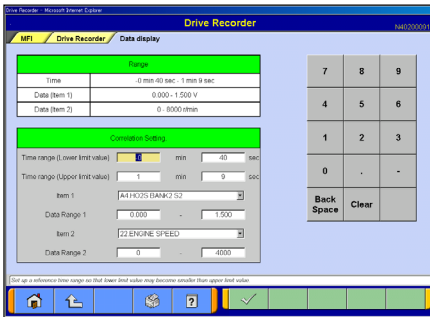 Drive Recorder - Microsoft Internet Explorer
Drive Recorder
N40200091
MFI
Drive Recorder
Data display
Range
Time
-0 min 40 sec - 1 min 9 sec
Data (Item 1)
0.000 - 1.500 V
Data (Item 2)
0 - 8000 r/min
Correlation Setting.
Time range (Lower limit value) -0 min 40 sec
Time range (Upper limit value) 1 min 9 sec
Item 1 A4.HO2S BANK2 S2
Data Range 1 0.000 - 1.500
Item 2 22.ENGINE SPEED
Data Range 2 0 - 4000
7 8 9
4 5 6
1 2 3
0 . -
Back Space Clear
Set up a reference time range so that lower limit value may become smaller than upper limit value
?